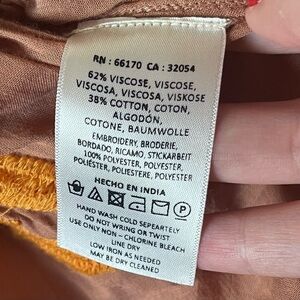 RN : 66170 CA : 32054
62% VISCOSE, VISCOSE,
VISCOSA, VISCOSA, VISKOSE
38% COTTON, COTON,
ALGODÓN,
COTONE, BAUMWOLLE
EMBROIDERY, BRODERIE,
BORDADO, RICAMO, STICKARBEIT
100% POLYESTER, POLYESTER,
POLIÉSTER, POLIESTERE, POLYESTER
HECHO EN INDIA
P
HAND WASH COLD SEPEARTELY
DO NOT WRING OR TWIST
USE ONLY NON - CHLORINE BLEACH
LINE DRY
LOW IRON AS NEEDED
MAY BE DRY CLEANED